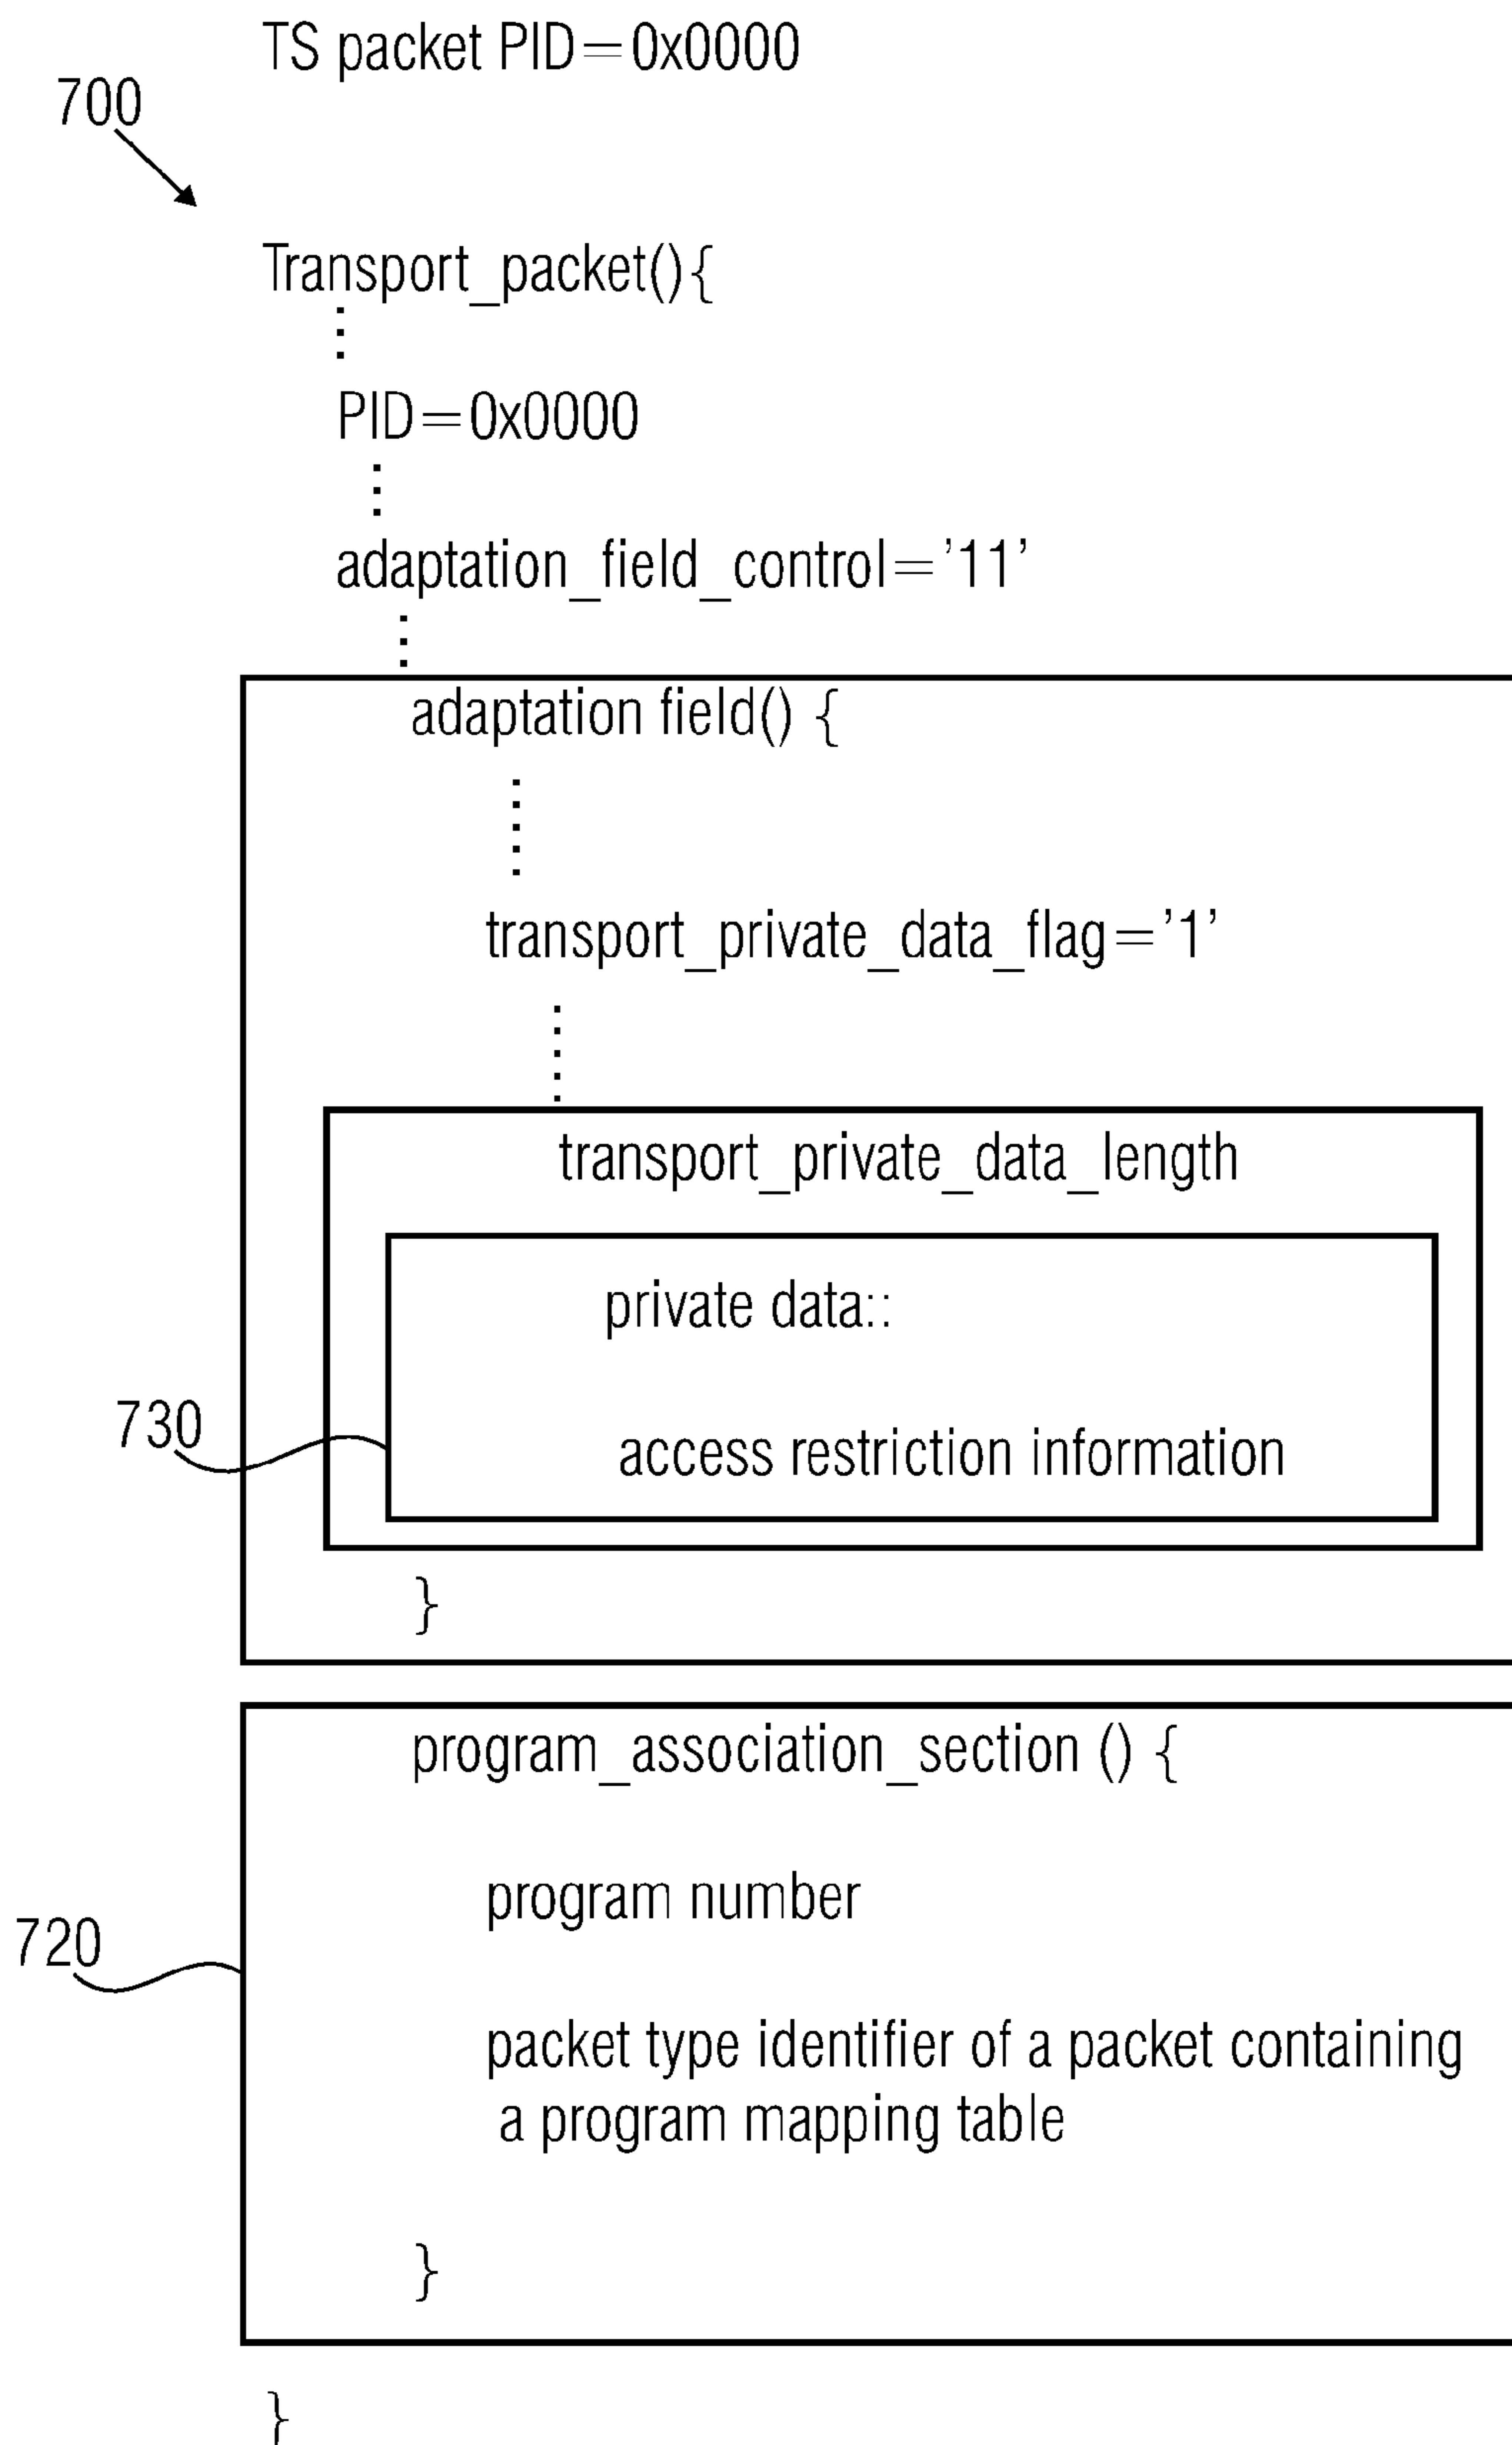 TS packet PID=0x0000
700
Transport_packet(){
PID=0x0000
adaptation_field_control='11'
adaptation field() {
transport_private_data_flag='1'
transport_private_data_length
private data::
730
access restriction information
}
program_association_section () {
program number
720
packet type identifier of a packet containing
a program mapping table
}
}